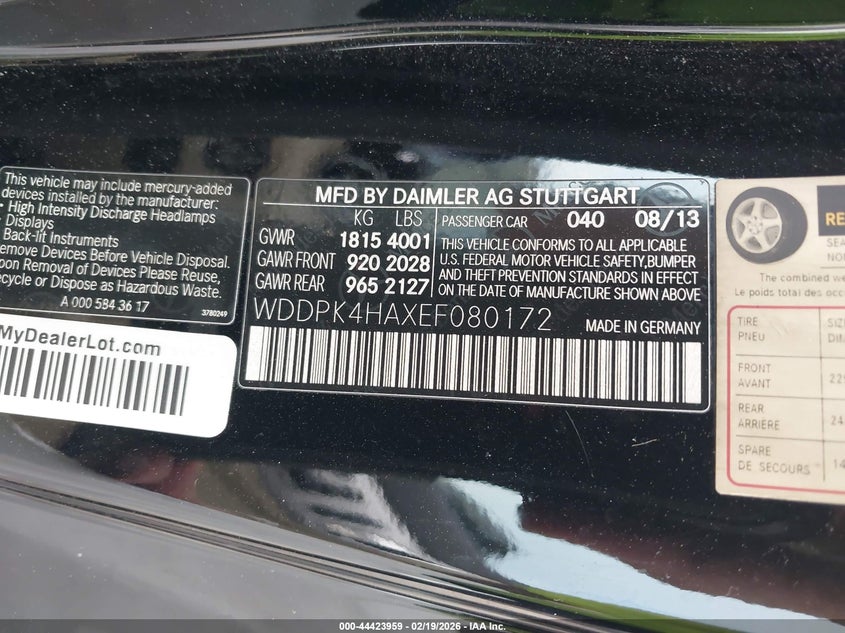 This vehicle may include mercury-added
devices installed by the manufacturer:
· High Intensity Discharge Headlamps
· Displays
Back-lit Instruments
Remove Devices Before Vehicle Disposal.
Upon Removal of Devices Please Reuse,
Recycle or Dispose as Hazardous Waste.
A 000 584 36 17
3780249
MyDealerLot.com
MFD BY DAIMLER AG STUTTGART
KG LBS PASSENGER CAR 040 08/13
GVWR 1815 4001
GAWR FRONT 920 2028
GAWR REAR 965 2127
THIS VEHICLE CONFORMS TO ALL APPLICABLE
U.S. FEDERAL MOTOR VEHICLE SAFETY,BUMPER
AND THEFT PREVENTION STANDARDS IN EFFECT
ON THE DATE OF MANUFACTURE SHOWN ABOVE.
WDDPK4HAXEF080172
MADE IN GERMANY
The combined we
Le poids total des occ
TIRE
PNEU
FRONT
AVANT
REAR
ARRIERE
SPARE
DE SECOURS
000-44423959 - 02/19/2026 - IAA Inc.